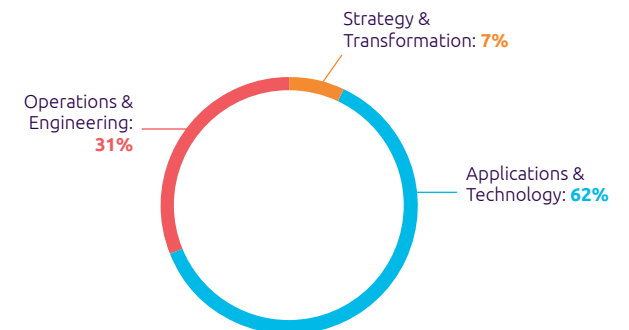 Strategy &
Transformation: 7%
Operations &
Engineering:
31%
Applications &
Technology: 62%